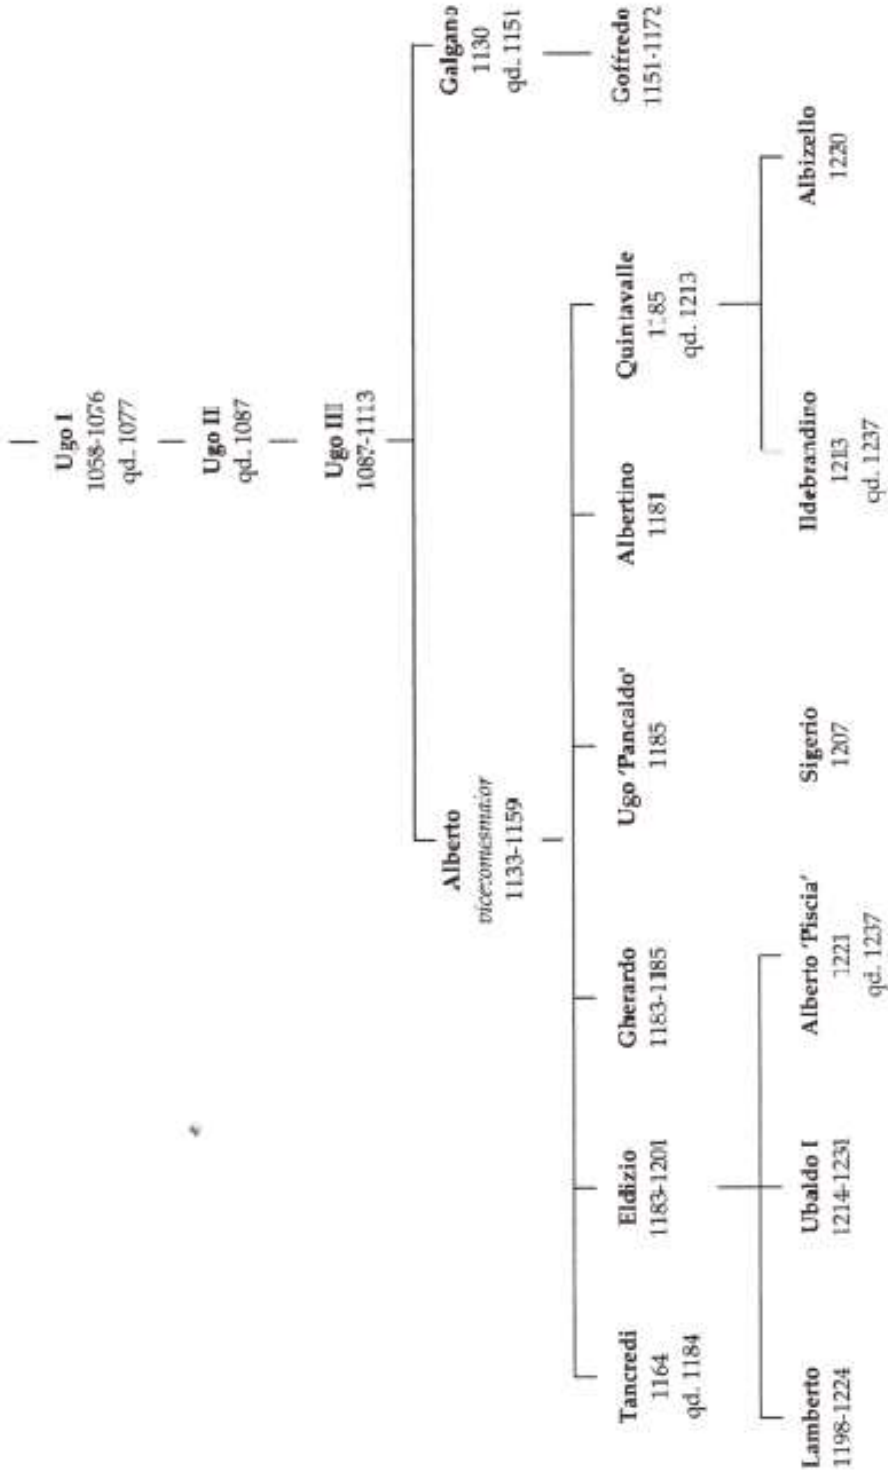 Ugo I
1058-1076
qd. 1077
Ugo II
qd. 1087
Ugo III
1087-1113
Alberto
vicecomesmaior
1133-1159
Galgano
1130
qd. 1151
Tancredi
1164
qd. 1184
Eldizio
1183-1201
Gherardo
1183-1185
Ugo 'Pancaldo'
1185
Albertino
1181
Quintavalle
1185
qd. 1213
Goffredo
1151-1172
Lamberto
1198-1224
Ubaldo I
1214-1231
Alberto 'Piscia'
1221
qd. 1237
Sigerio
1207
Ildebrandino
1213
qd. 1237
Albizello
1220